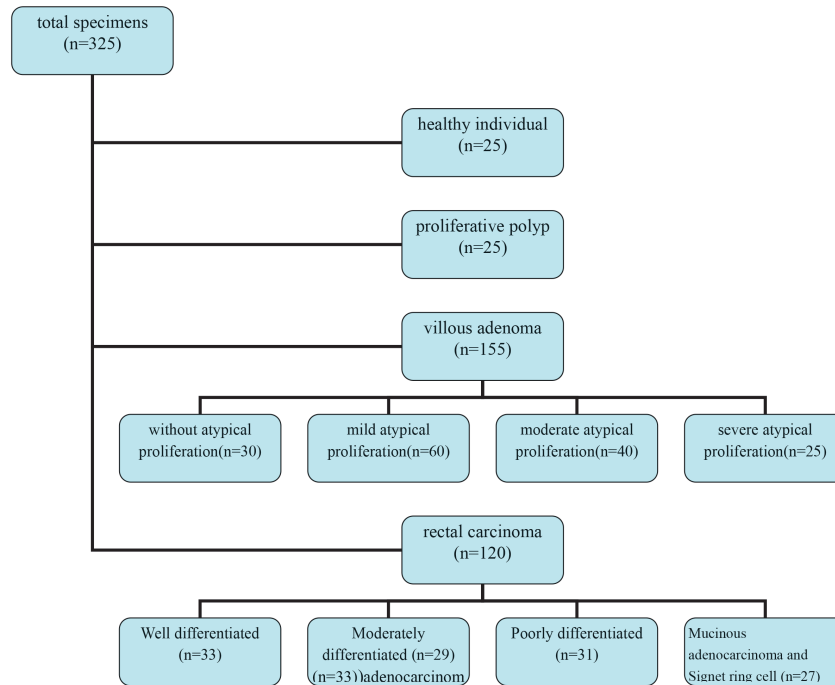 total specimens
(n=325)
healthy individual
(n=25)
proliferative polyp
(n=25)
villous adenoma
(n=155)
without atypical
proliferation(n=30)
mild atypical
proliferation(n=60)
moderate atypical
proliferation(n=40)
severe atypical
proliferation(n=25)
rectal carcinoma
(n=120)
Well differentiated
(n=33)
Moderately
differentiated (n=29)
(n=33))adenocarcinom
Poorly differentiated
(n=31)
Mucinous
adenocarcinoma and
Signet ring cell (n=27)